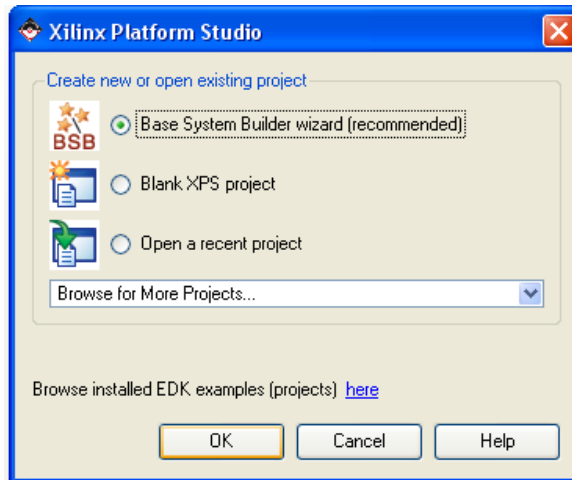 Xilinx Platform Studio
Create new or open existing project
BSB
Base System Builder wizard (recommended)
Blank XPS project
Open a recent project
Browse for More Projects...
Browse installed EDK examples (projects) here
OK Cancel Help